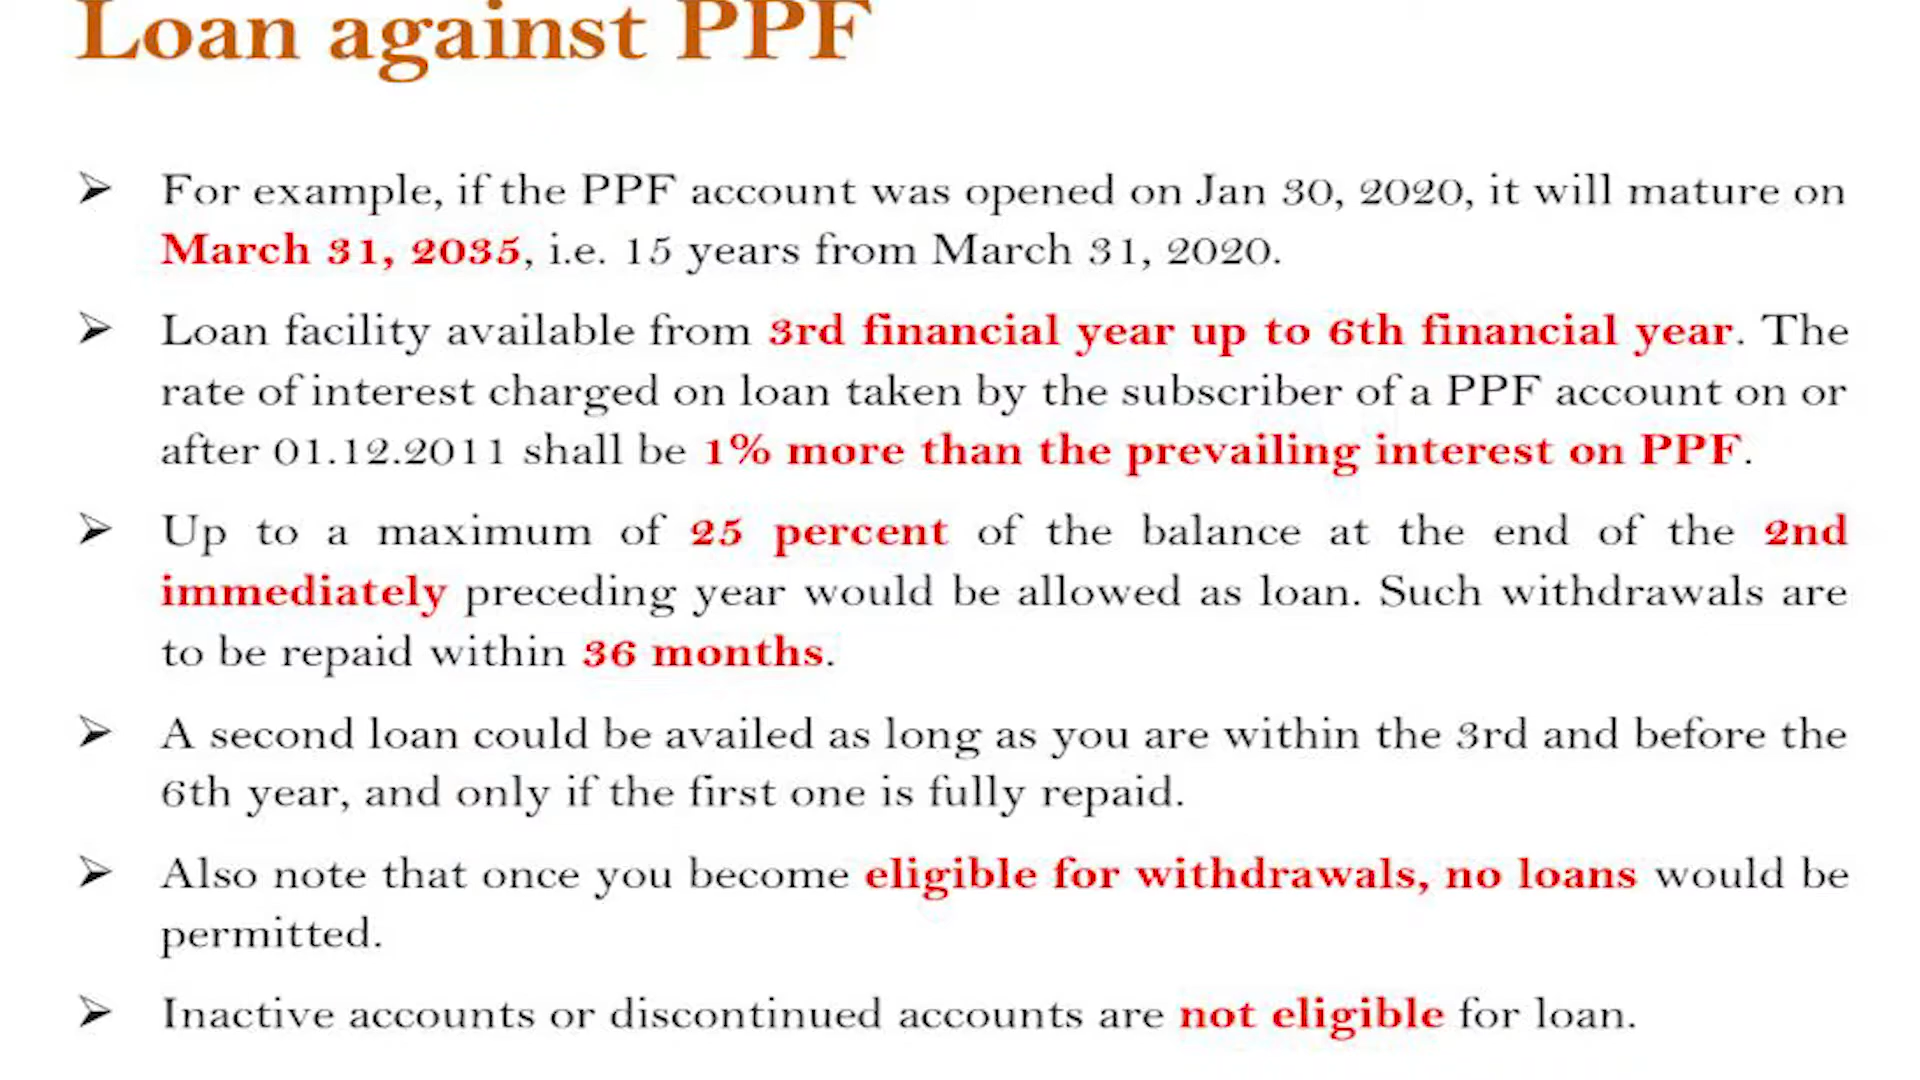 Loan against PPF
➢ For example, if the PPF account was opened on Jan 30, 2020, it will mature on
March 31, 2035, i.e. 15 years from March 31, 2020.
➢ Loan facility available from 3rd financial year up to 6th financial year. The
rate of interest charged on loan taken by the subscriber of a PPF account on or
after 01.12.2011 shall be 1% more than the prevailing interest on PPF.
➢ Up to a maximum of 25 percent of the balance at the end of the 2nd
immediately preceding year would be allowed as loan. Such withdrawals are
to be repaid within 36 months.
➢ A second loan could be availed as long as you are within the 3rd and before the
6th year, and only if the first one is fully repaid.
➢ Also note that once you become eligible for withdrawals, no loans would be
permitted.
➢ Inactive accounts or discontinued accounts are not eligible for loan.